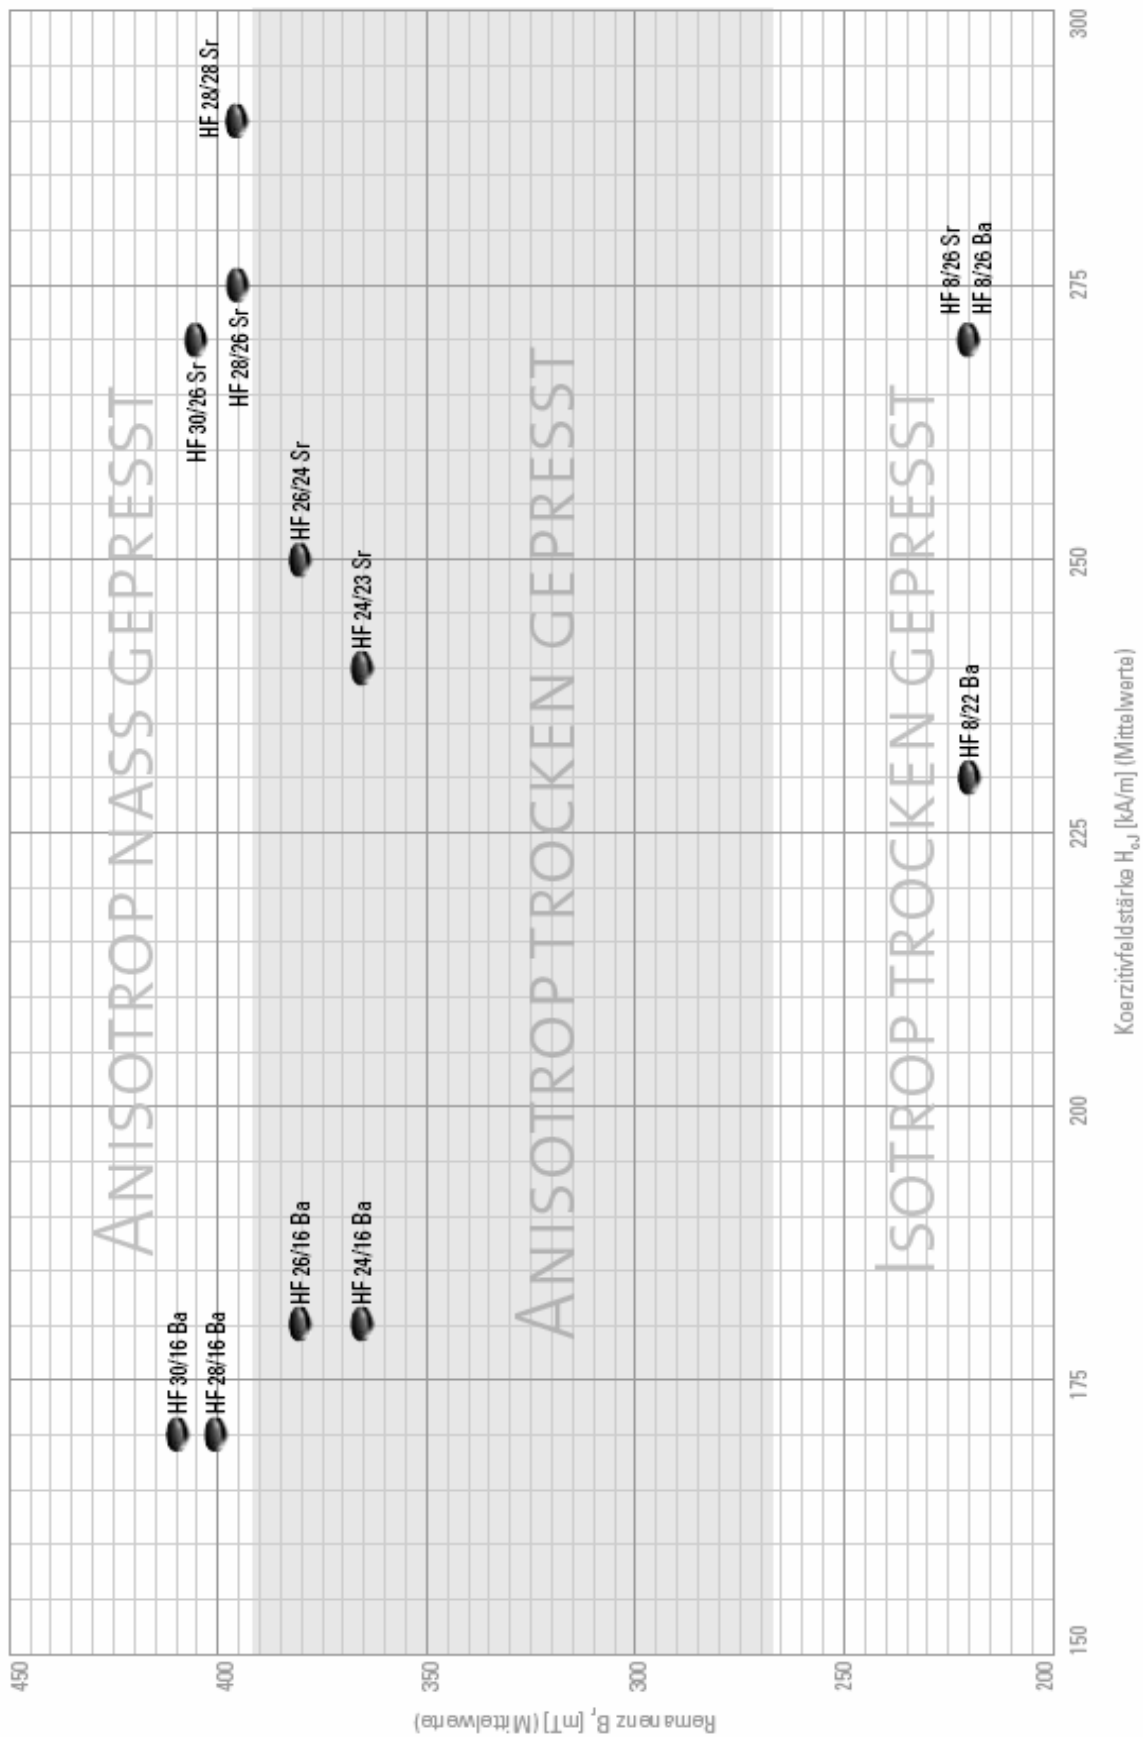 Remanenz Br [mT] (Mittelwerte)
450
400
350
300
250
200
ANISOTROP NASS GEPRESST
HF 30/16 Ba
HF 28/16 Ba
HF 30/26 Sr
HF 28/26 Sr
HF 28/28 Sr
ANISOTROP TROCKEN GEPRESST
HF 26/16 Ba
HF 24/16 Ba
HF 26/24 Sr
HF 24/23 Sr
ISOTROP TROCKEN GEPRESST
HF 8/22 Ba
HF 8/26 Sr
HF 8/26 Ba
150
175
200
225
250
275
300
Koerzitivfeldstärke HcJ [kA/m] (Mittelwerte)